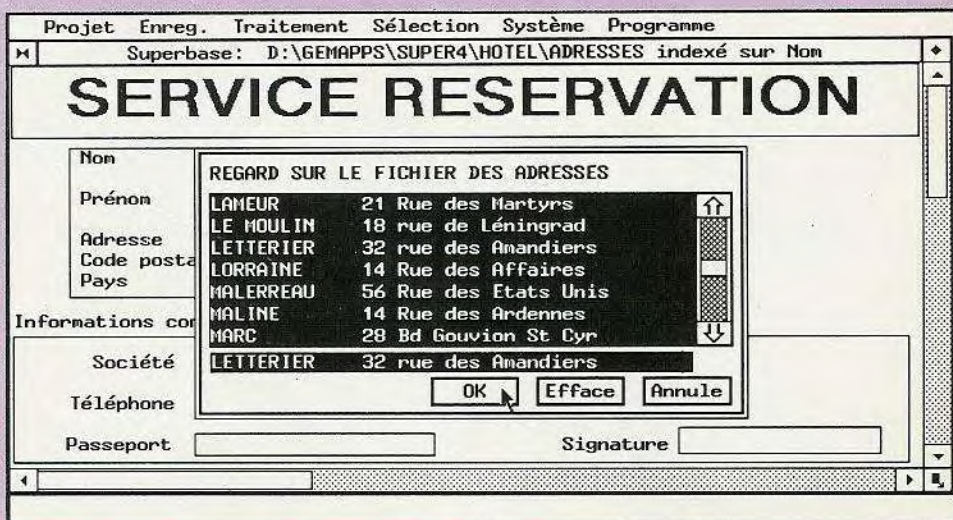 Projet Enreg. Traitement Sélection Système Programme
Superbase: D:\GEMAPPS\SUPER4\HOTEL\ADRESSES indexé sur Nom
SERVICE RESERVATION
Nom
Prénom
Adresse
Code posta
Pays
REGARD SUR LE FICHIER DES ADRESSES
LAMEUR 21 Rue des Martyrs
LE MOULIN 18 rue de Léningrad
LETTERIER 32 rue des Amandiers
LORRAINE 14 Rue des Affaires
MALERREAU 56 Rue des Etats Unis
MALINE 14 Rue des Ardennes
MARC 28 Bd Gouvion St Cyr
LETTERIER 32 rue des Amandiers
OK Efface Annule
Informations con
Société
Téléphone
Passeport Signature